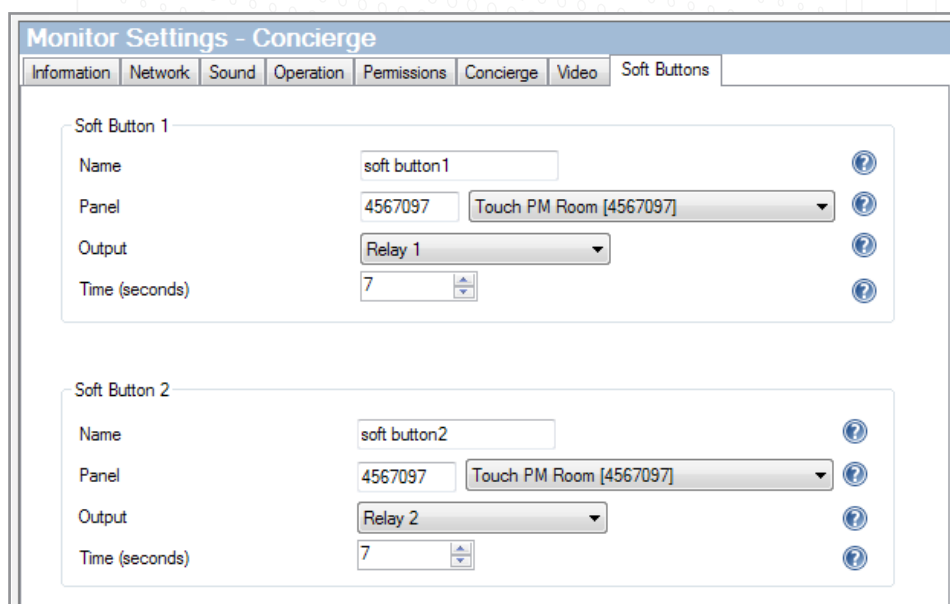 Monitor Settings - Concierge
Information Network Sound Operation Permissions Concierge Video Soft Buttons
Soft Button 1
Name soft button1 ?
Panel 4567097 Touch PM Room [4567097] ?
Output Relay 1 ?
Time (seconds) 7 ?
Soft Button 2
Name soft button2 ?
Panel 4567097 Touch PM Room [4567097] ?
Output Relay 2 ?
Time (seconds) 7 ?